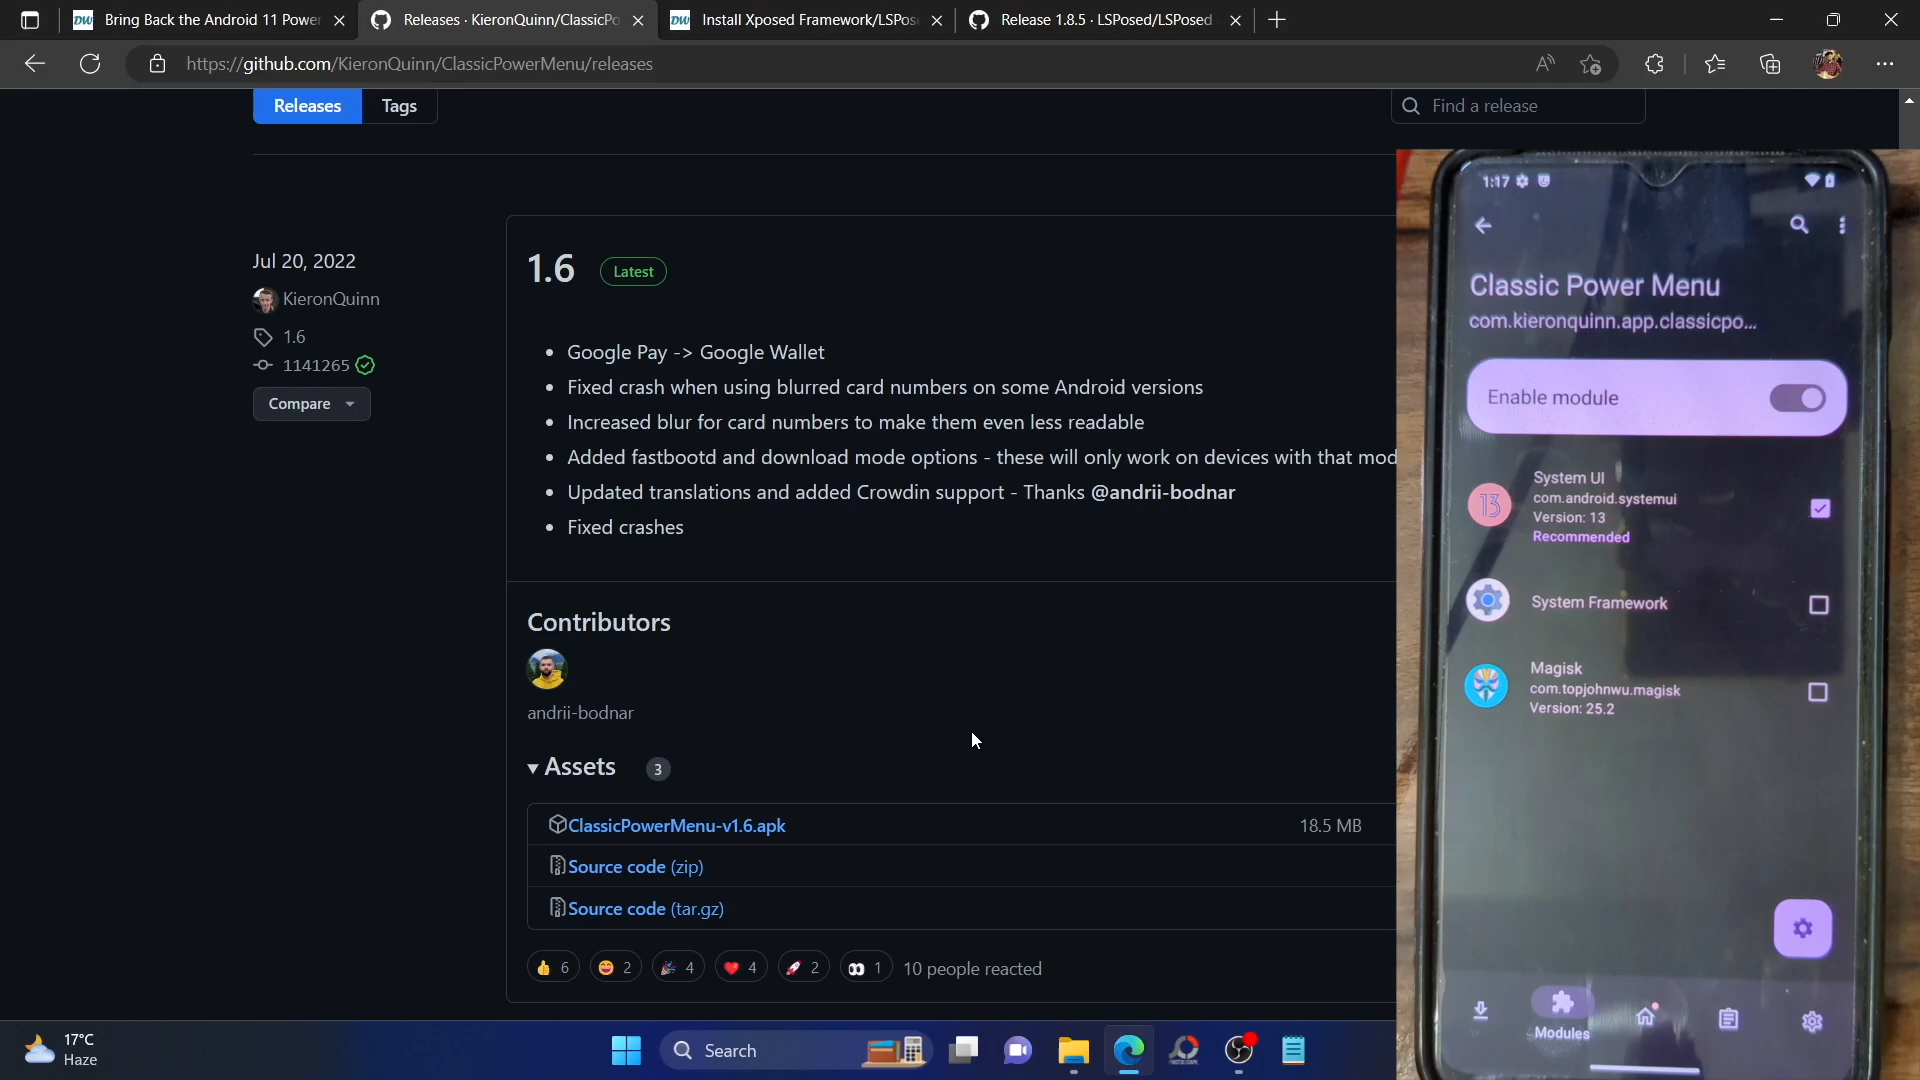 Bring Back the Android 11 Power
Releases · KieronQuinn/ClassicPo
DW Install Xposed Framework/LSPos
Release 1.8.5 · LSPosed/LSPosed
https://github.com/KieronQuinn/ClassicPowerMenu/releases
Releases
Tags
Find a release
Jul 20, 2022
KieronQuinn
1.6
1141265
Compare
1.6
Latest
Google Pay -> Google Wallet
Fixed crash when using blurred card numbers on some Android versions
Increased blur for card numbers to make them even less readable
Added fastbootd and download mode options - these will only work on devices with that mod
Updated translations and added Crowdin support - Thanks @andrii-bodnar
Fixed crashes
Contributors
andrii-bodnar
Assets 3
ClassicPowerMenu-v1.6.apk
18.5 MB
Source code (zip)
Source code (tar.gz)
6
2
4
4
2
1
10 people reacted
1:17
Classic Power Menu
com.kieronquinn.app.classicpo...
Enable module
13
System UI
com.android.systemui
Version: 13
Recommended
System Framework
Magisk
com.topjohnwu.magisk
Version: 25.2
Modules
17°C
Haze
Search